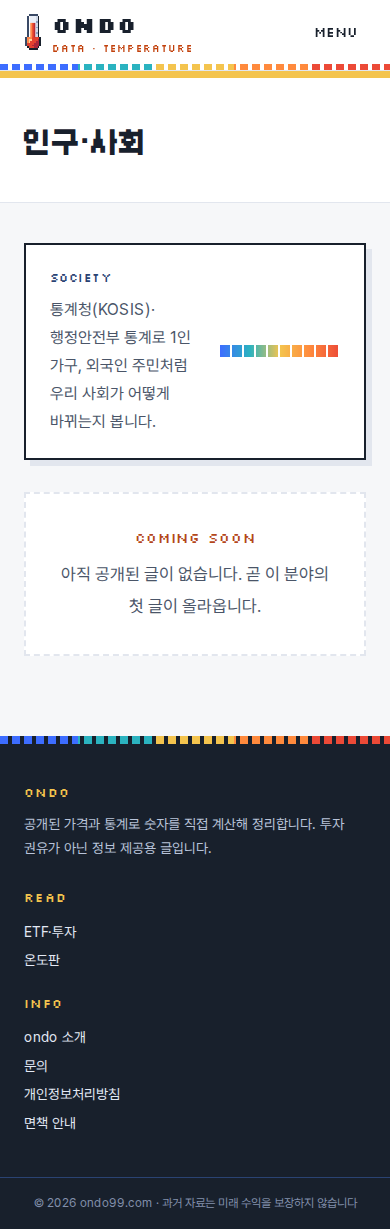 ONDO
DATA · TEMPERATURE
MENU
인구·사회
SOCIETY
통계청(KOSIS)·
행정안전부 통계로 1인
가구, 외국인 주민처럼
우리 사회가 어떻게
바뀌는지 봅니다.
COMING SOON
아직 공개된 글이 없습니다. 곧 이 분야의
첫 글이 올라옵니다.
ONDO
공개된 가격과 통계로 숫자를 직접 계산해 정리합니다. 투자
권유가 아닌 정보 제공용 글입니다.
READ
ETF·투자
온도판
INFO
ondo 소개
문의
개인정보처리방침
면책 안내
© 2026 ondo99.com · 과거 자료는 미래 수익을 보장하지 않습니다